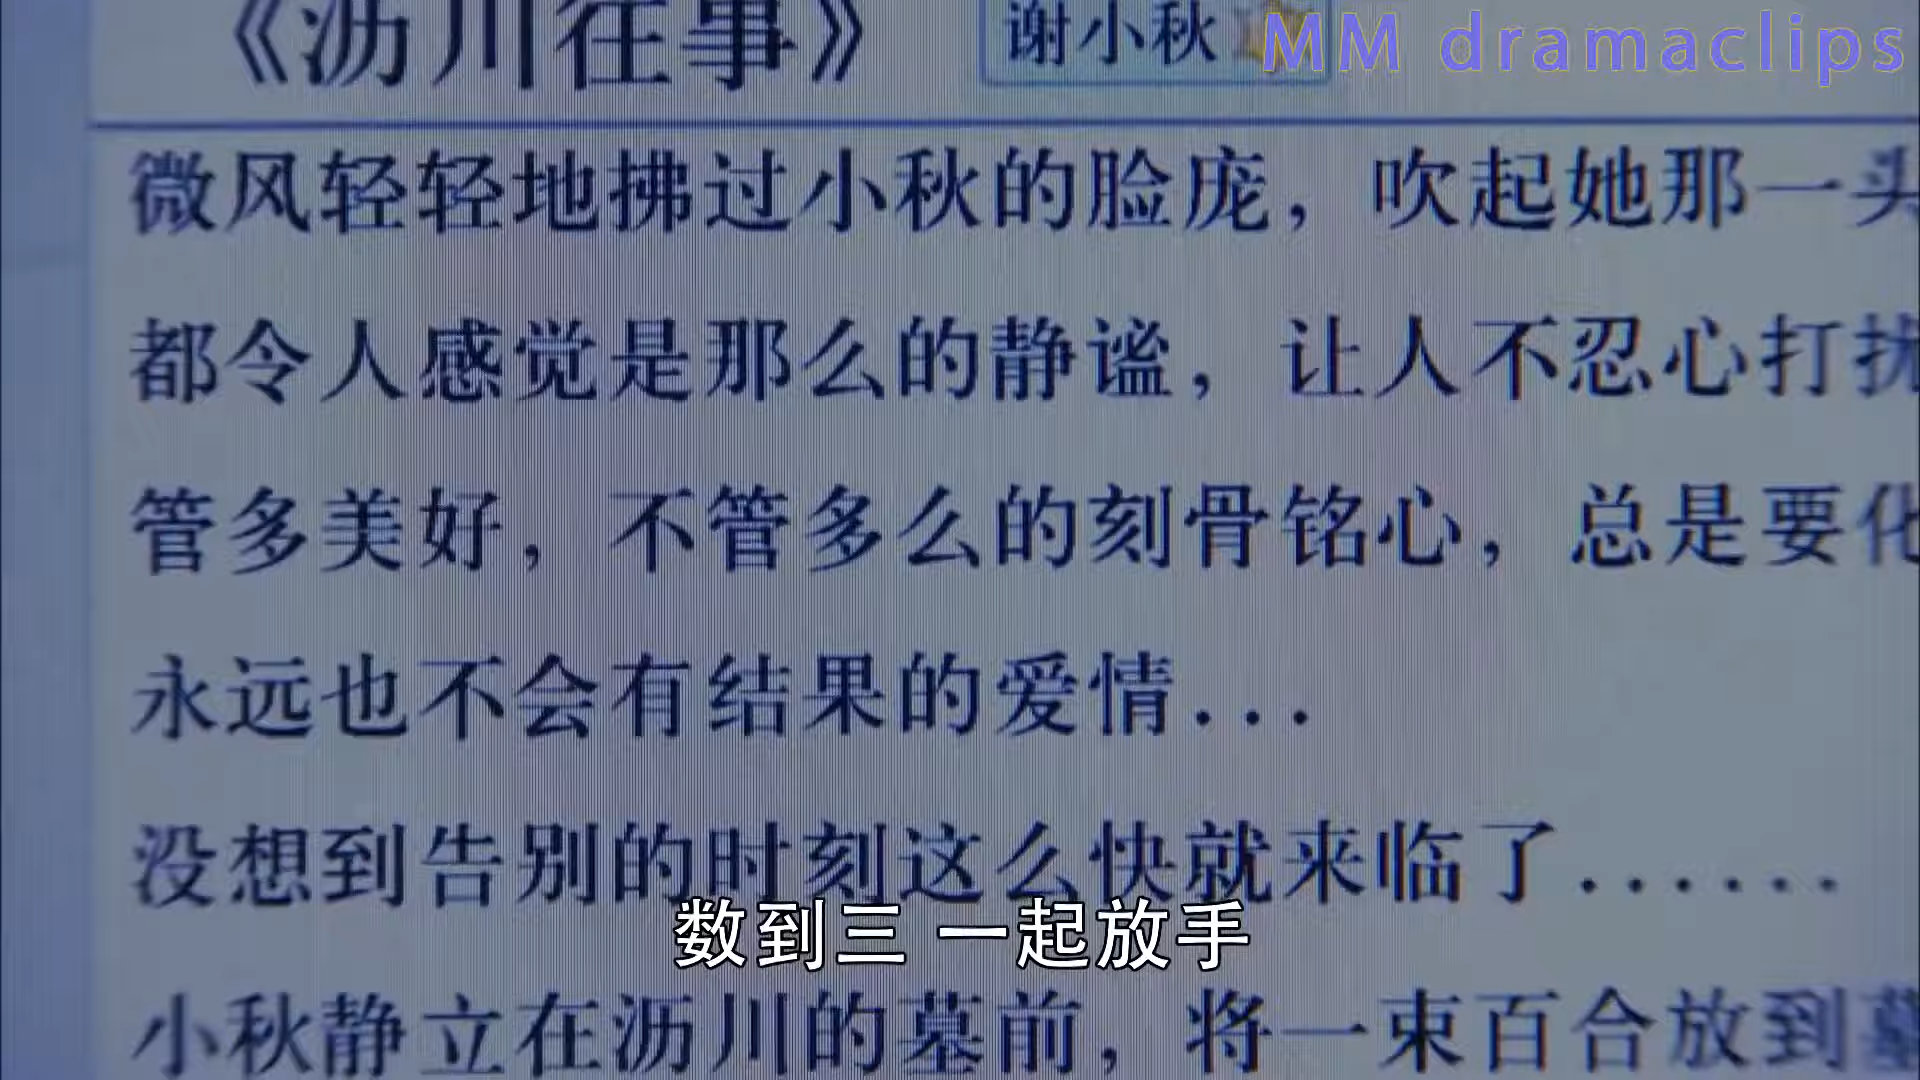 《沥川往事》 谢小秋 MM dramaclips
微风轻轻地拂过小秋的脸庞，吹起她那一头
都令人感觉是那么的静谧，让人不忍心打扰
管多美好，不管多么的刻骨铭心，总是要化
永远也不会有结果的爱情...
没想到告别的时刻这么快就来临了......
数到三 一起放手
小秋静立在沥川的墓前，将一束百合放到墓